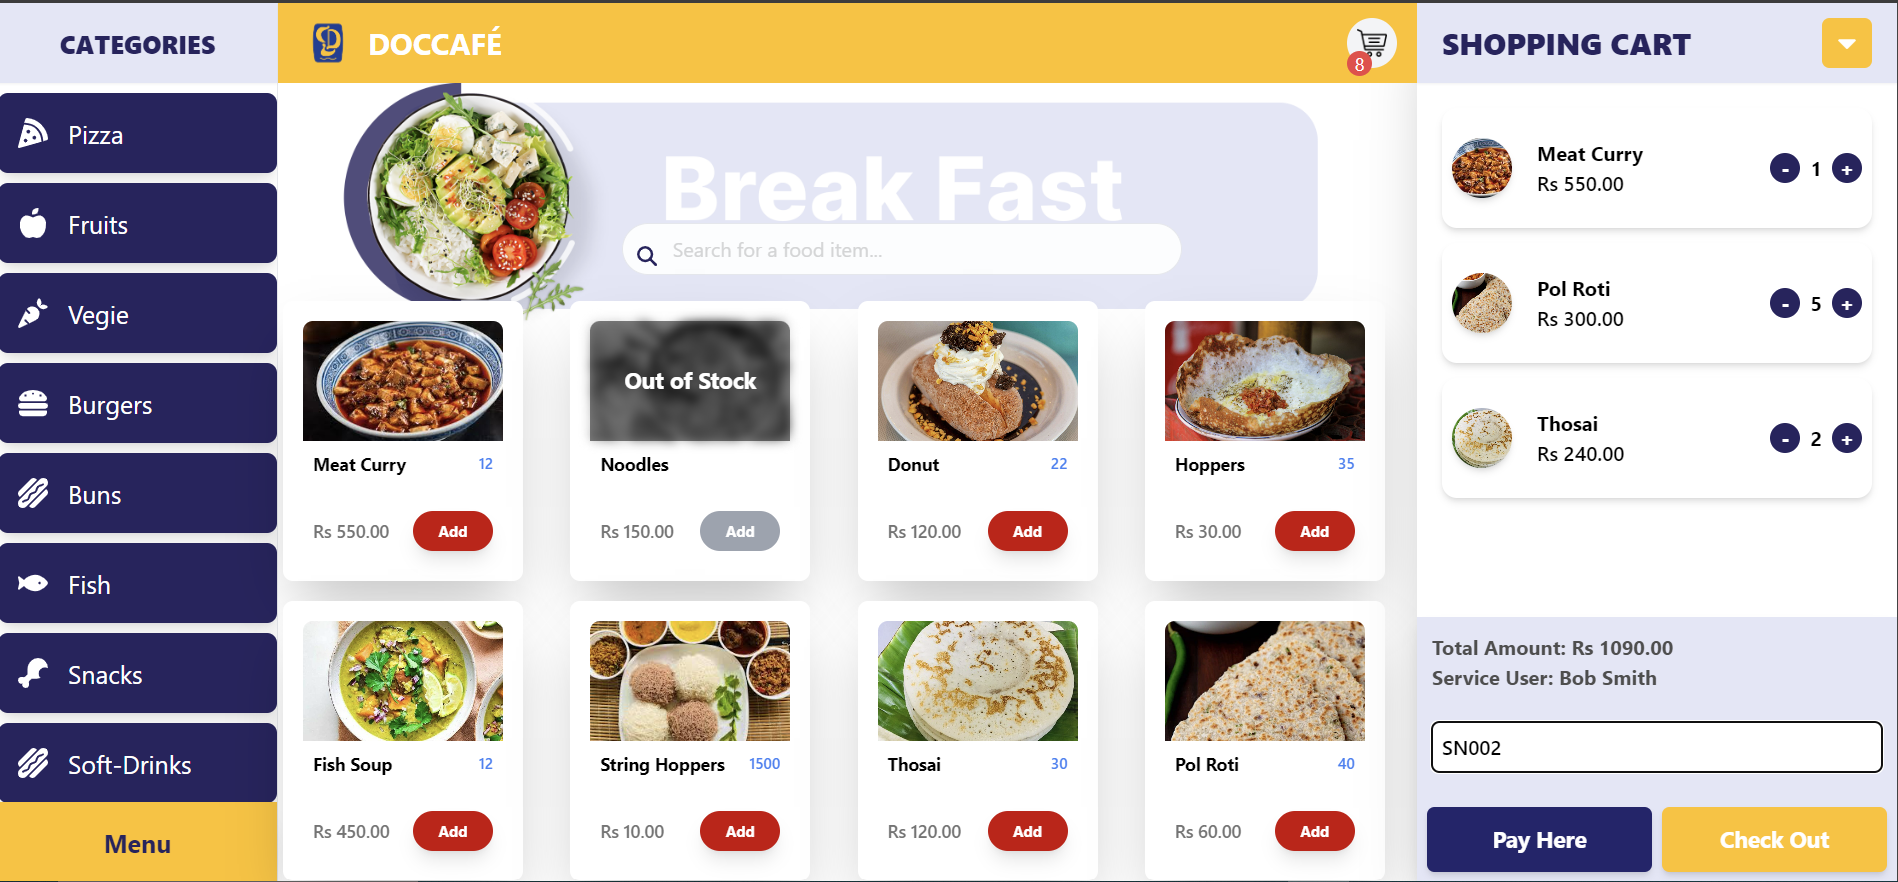 CATEGORIES
Pizza
Fruits
Vegie
Burgers
Buns
Fish
Snacks
Soft-Drinks
Menu
DOCCAFÉ
8
Break Fast
Search for a food item...
Meat Curry 12
Rs 550.00 Add
Out of Stock
Noodles
Rs 150.00 Add
Donut 22
Rs 120.00 Add
Hoppers 35
Rs 30.00 Add
Fish Soup 12
Rs 450.00 Add
String Hoppers 1500
Rs 10.00 Add
Thosai 30
Rs 120.00 Add
Pol Roti 40
Rs 60.00 Add
SHOPPING CART
Meat Curry
Rs 550.00
- 1 +
Pol Roti
Rs 300.00
- 5 +
Thosai
Rs 240.00
- 2 +
Total Amount: Rs 1090.00
Service User: Bob Smith
SN002
Pay Here
Check Out